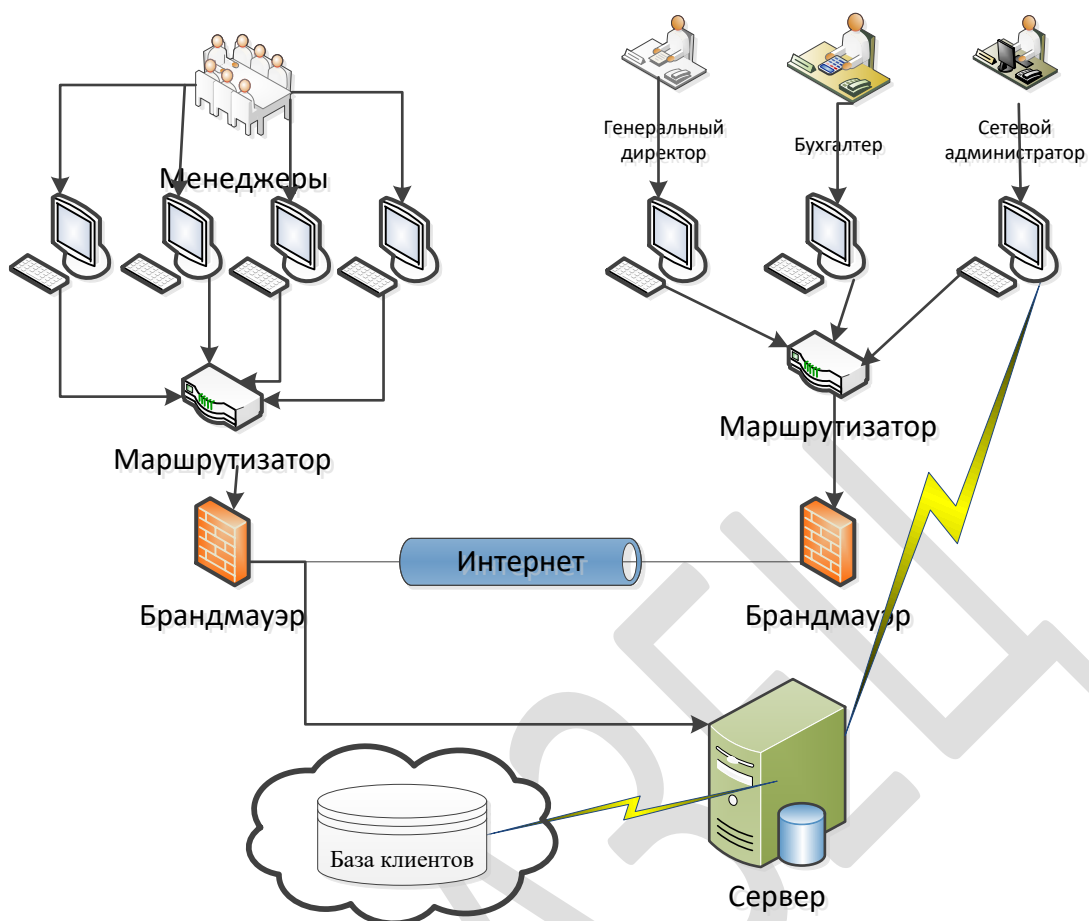 Генеральный
директор
Бухгалтер
Сетевой
администратор
Менеджеры
Маршрутизатор
Маршрутизатор
Интернет
Брандмауэр
Брандмауэр
База клиентов
Сервер